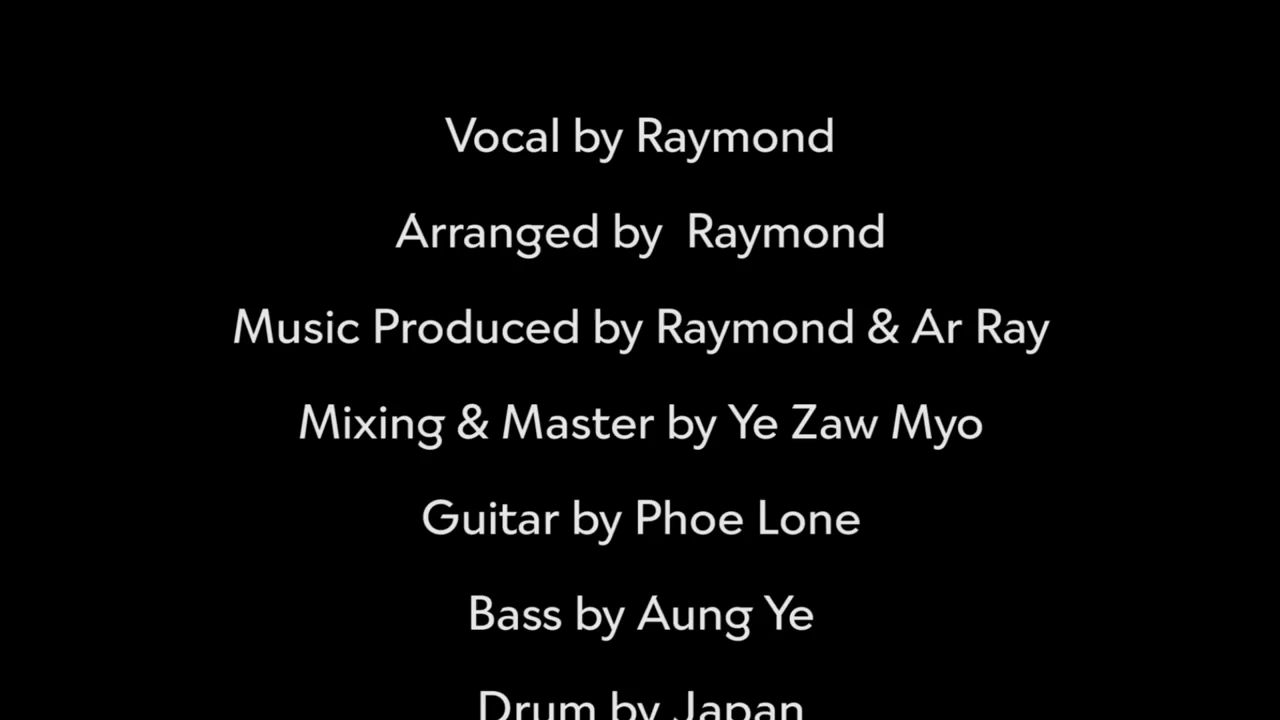 Vocal by Raymond
Arranged by  Raymond
Music Produced by Raymond & Ar Ray
Mixing & Master by Ye Zaw Myo
Guitar by Phoe Lone
Bass by Aung Ye
Drum by Japan